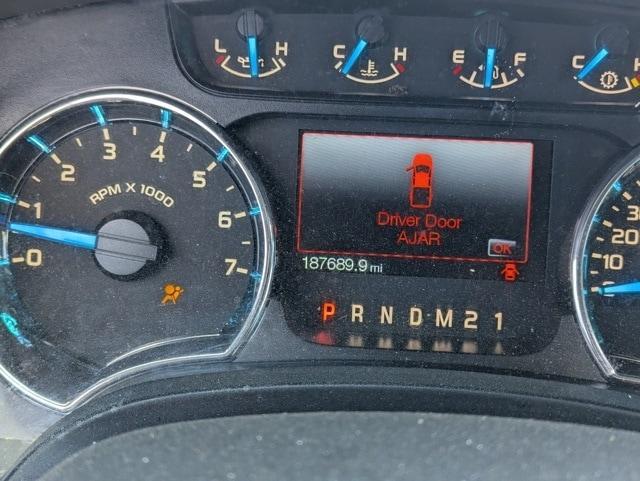 L H
C H
E F
C
0 1 2 3 4 5 6 7
RPM X 1000
Driver Door
AJAR
OK
187689.9 mi
P R N D M 2 1
30
20
10
0